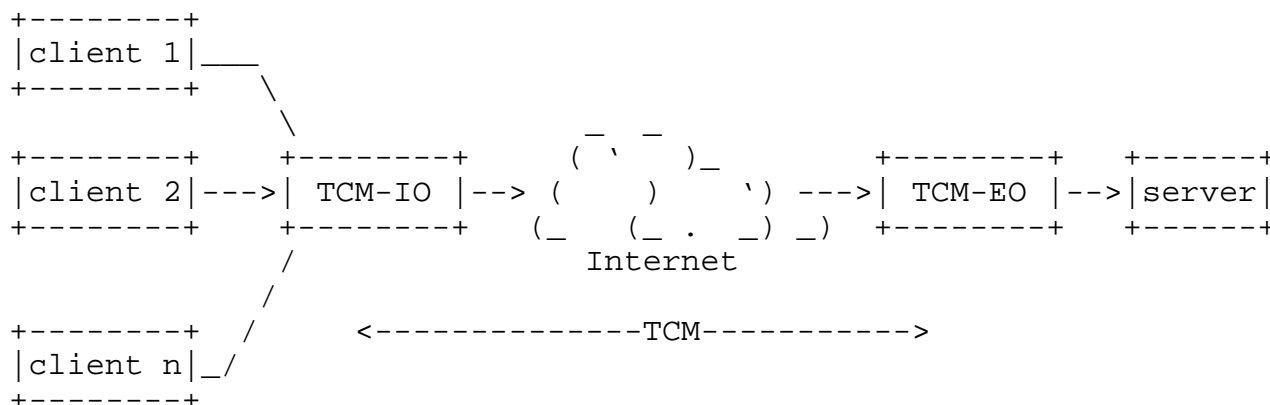 client 1
client 2 TCM-IO TCM-EO server
Internet
TCM
client n